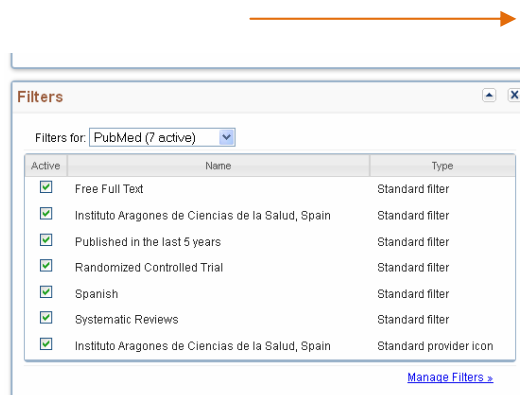 Filters
Filters for: PubMed (7 active)
Active Name Type
Free Full Text Standard filter
Instituto Aragones de Ciencias de la Salud, Spain Standard filter
Published in the last 5 years Standard filter
Randomized Controlled Trial Standard filter
Spanish Standard filter
Systematic Reviews Standard filter
Instituto Aragones de Ciencias de la Salud, Spain Standard provider icon
Manage Filters »